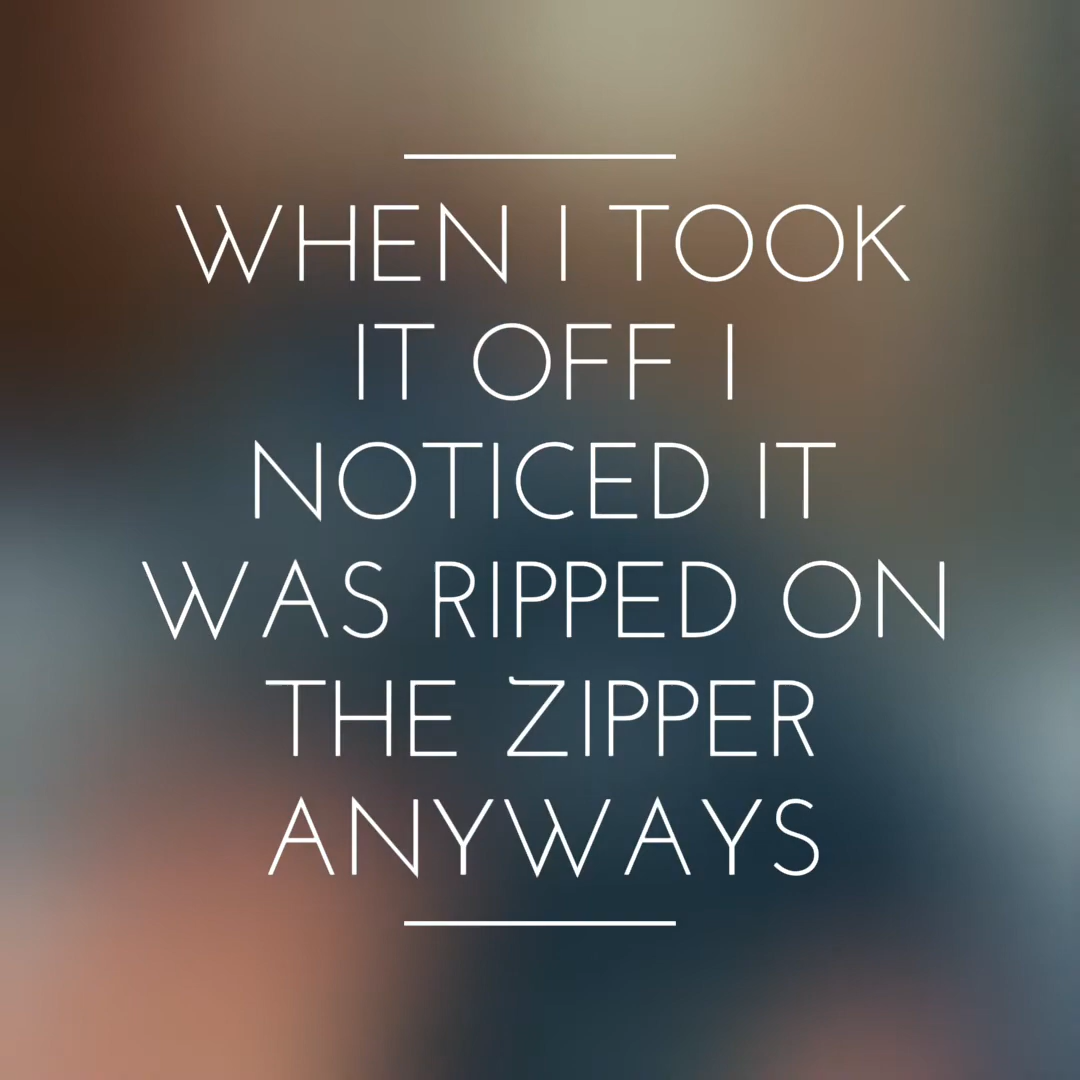 WHEN I TOOK
IT OFF I
NOTICED IT
WAS RIPPED ON
THE ZIPPER
ANYWAYS